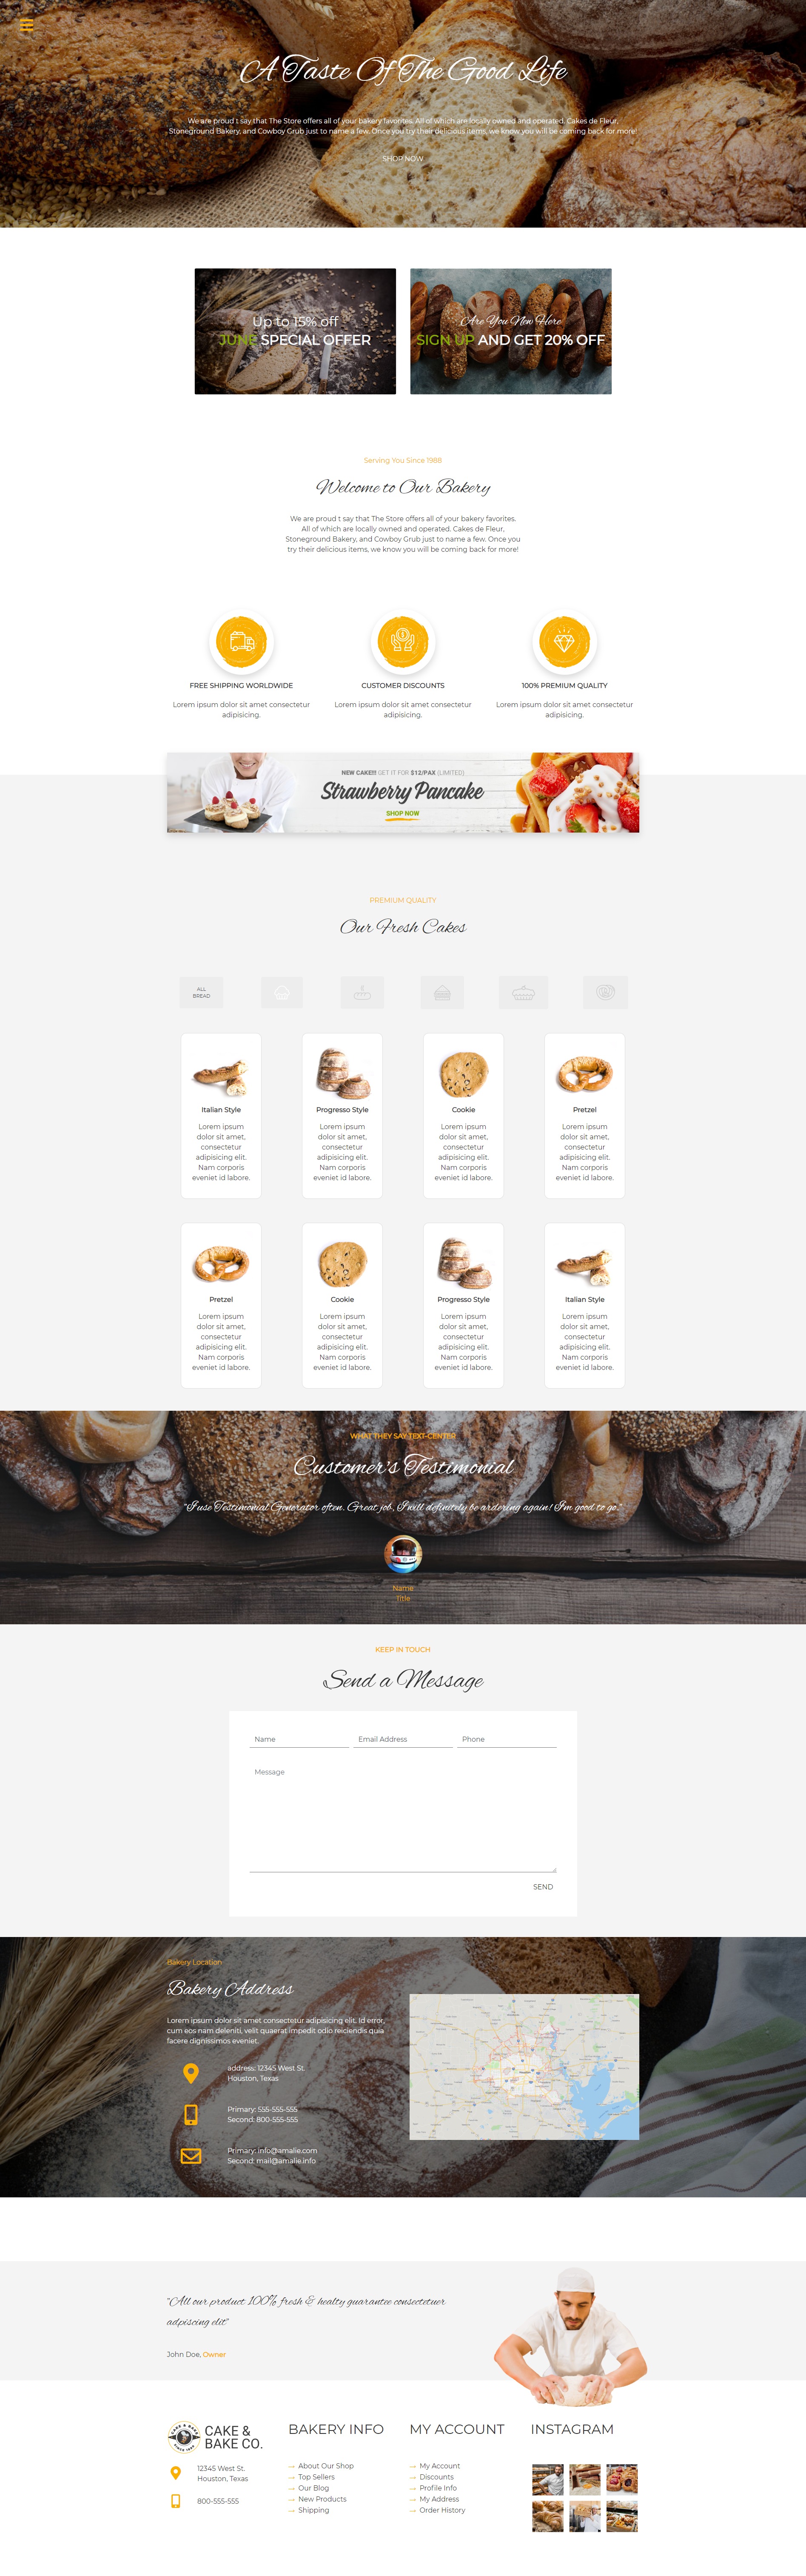 A Taste Of The Good Life
We are proud t say that The Store offers all of your bakery favorites. All of which are locally owned and operated. Cakes de Fleur,
Stoneground Bakery, and Cowboy Grub just to name a few. Once you try their delicious items, we know you will be coming back for more!
SHOP NOW
Up to 15% off
JUNE SPECIAL OFFER
Are You New Here
SIGN UP AND GET 20% OFF
Serving You Since 1988
Welcome to Our Bakery
We are proud t say that The Store offers all of your bakery favorites.
All of which are locally owned and operated. Cakes de Fleur,
Stoneground Bakery, and Cowboy Grub just to name a few. Once you
try their delicious items, we know you will be coming back for more!
FREE SHIPPING WORLDWIDE
Lorem ipsum dolor sit amet consectetur
adipisicing.
CUSTOMER DISCOUNTS
Lorem ipsum dolor sit amet consectetur
adipisicing.
100% PREMIUM QUALITY
Lorem ipsum dolor sit amet consectetur
adipisicing.
NEW CAKE!!! GET IT FOR $12/PAX (LIMITED)
Strawberry Pancake
SHOP NOW
PREMIUM QUALITY
Our Fresh Cakes
ALL
BREAD
Italian Style
Lorem ipsum
dolor sit amet,
consectetur
adipisicing elit.
Nam corporis
eveniet id labore.
Progresso Style
Lorem ipsum
dolor sit amet,
consectetur
adipisicing elit.
Nam corporis
eveniet id labore.
Cookie
Lorem ipsum
dolor sit amet,
consectetur
adipisicing elit.
Nam corporis
eveniet id labore.
Pretzel
Lorem ipsum
dolor sit amet,
consectetur
adipisicing elit.
Nam corporis
eveniet id labore.
Pretzel
Lorem ipsum
dolor sit amet,
consectetur
adipisicing elit.
Nam corporis
eveniet id labore.
Cookie
Lorem ipsum
dolor sit amet,
consectetur
adipisicing elit.
Nam corporis
eveniet id labore.
Progresso Style
Lorem ipsum
dolor sit amet,
consectetur
adipisicing elit.
Nam corporis
eveniet id labore.
Italian Style
Lorem ipsum
dolor sit amet,
consectetur
adipisicing elit.
Nam corporis
eveniet id labore.
WHAT THEY SAY TEXT-CENTER
Customer's Testimonial
"I use Testimonial Generator often. Great job, I will definitely be ordering again! I'm good to go."
Name
Title
KEEP IN TOUCH
Send a Message
Name
Email Address
Phone
Message
SEND
Bakery Location
Bakery Address
Lorem ipsum dolor sit amet consectetur adipisicing elit. Id error,
cum eos nam deleniti, velit quaerat impedit odio reiciendis quia
facere dignissimos eveniet.
address: 12345 West St.
Houston, Texas
Primary: 555-555-555
Second: 800-555-555
Primary: info@amalie.com
Second: mail@amalie.info
"All our product 100% fresh & healty guarantee consectetuer
adpiscing elit"
John Doe, Owner
CAKE &
BAKE CO.
12345 West St.
Houston, Texas
800-555-555
BAKERY INFO
About Our Shop
Top Sellers
Our Blog
New Products
Shipping
MY ACCOUNT
My Account
Discounts
Profile Info
My Address
Order History
INSTAGRAM